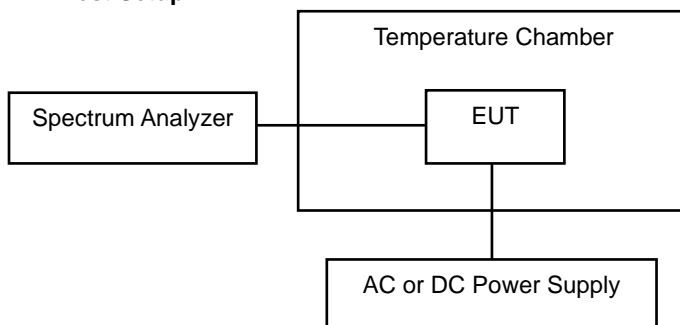 Temperature Chamber
Spectrum Analyzer
EUT
AC or DC Power Supply